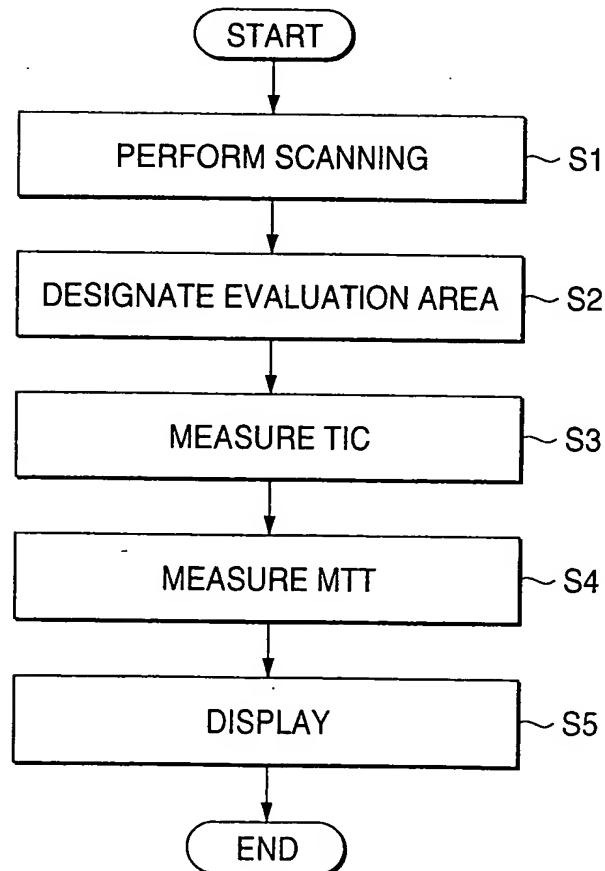 START
PERFORM SCANNING
S1
DESIGNATE EVALUATION AREA
S2
MEASURE TIC
S3
MEASURE MTT
S4
DISPLAY
S5
END